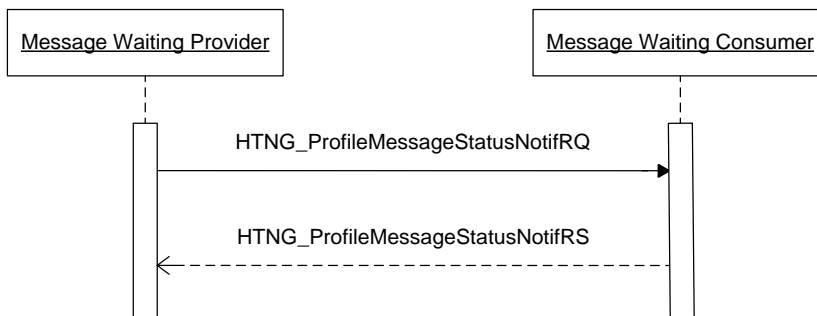 Message Waiting Provider
Message Waiting Consumer
HTNG_ProfileMessageStatusNotifRQ
HTNG_ProfileMessageStatusNotifRS